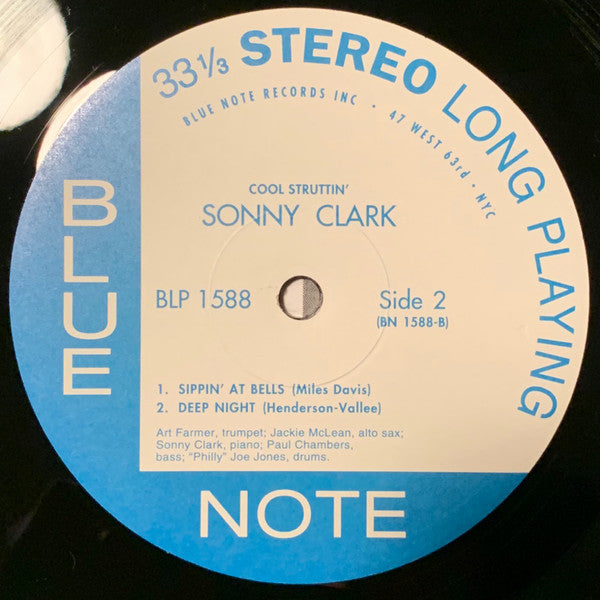 33 1/3 STEREO LONG PLAYING
BLUE NOTE RECORDS INC • 47 WEST 63rd • NYC
COOL STRUTTIN'
SONNY CLARK
BLP 1588
Side 2
(BN 1588-B)
1. SIPPIN' AT BELLS (Miles Davis)
2. DEEP NIGHT (Henderson-Vallee)
Art Farmer, trumpet; Jackie McLean, alto sax;
Sonny Clark, piano; Paul Chambers,
bass; "Philly" Joe Jones, drums.
BLUE
NOTE